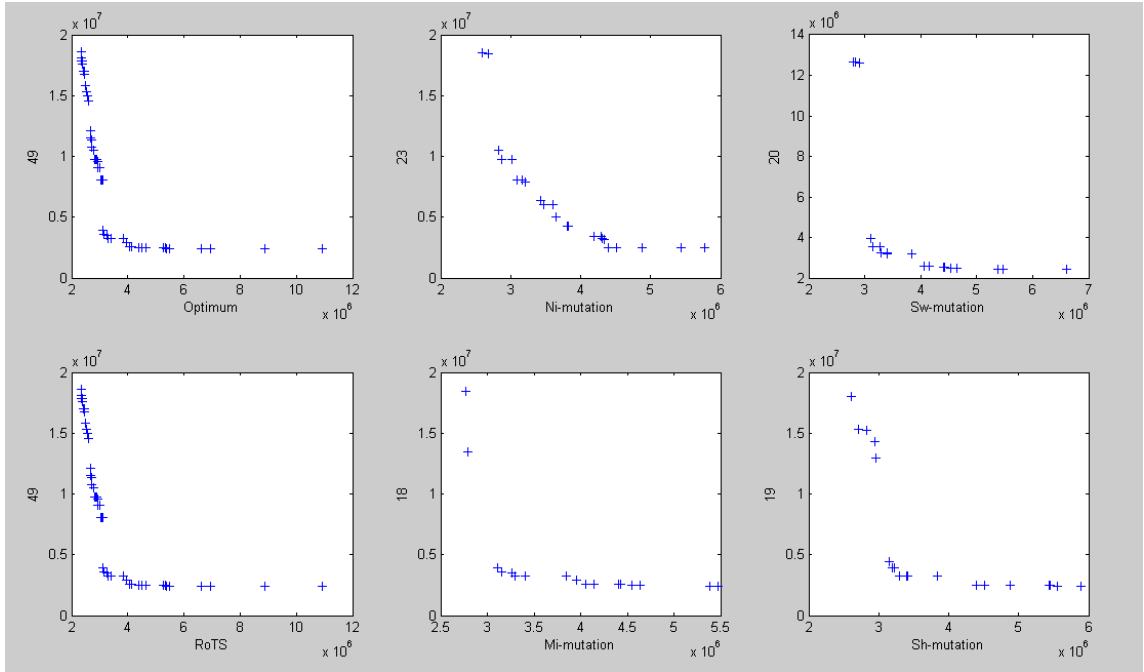 x 10^7
2
1.5
1
0.5
0
49
2 4 6 8 10 12
Optimum
x 10^6
x 10^7
2
1.5
1
0.5
0
23
2 3 4 5 6
Ni-mutation
x 10^6
x 10^6
14
12
10
8
6
4
2
20
2 3 4 5 6 7
Sw-mutation
x 10^6
x 10^7
2
1.5
1
0.5
0
49
2 4 6 8 10 12
RoTS
x 10^6
x 10^7
2
1.5
1
0.5
0
18
2.5 3 3.5 4 4.5 5 5.5
Mi-mutation
x 10^6
x 10^7
2
1.5
1
0.5
0
19
2 3 4 5 6
Sh-mutation
x 10^6